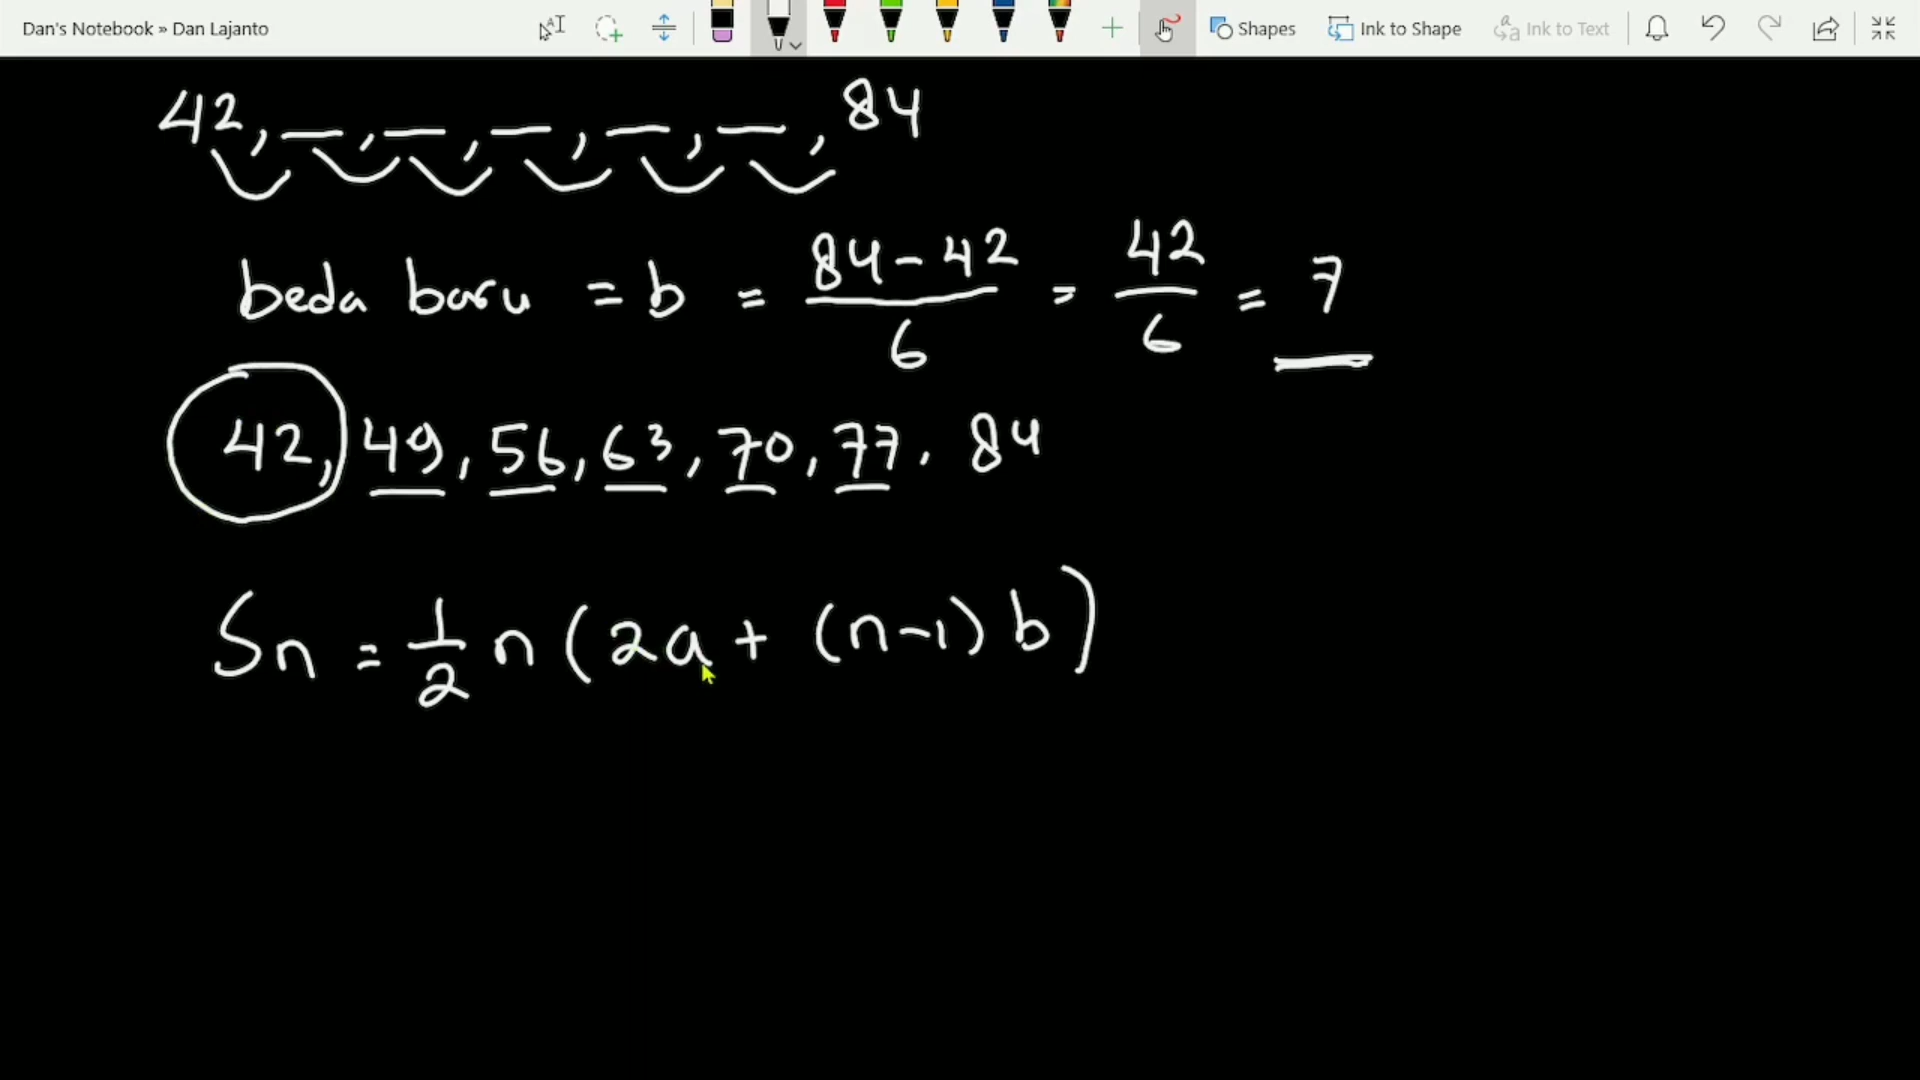 Dan's Notebook » Dan Lajanto Shapes Ink to Shape Ink to Text
42, __, __, __, __, __, 84
beda baru = b = (84 - 42)/6 = 42/6 = 7
42, 49, 56, 63, 70, 77, 84
Sn = 1/2 n (2a + (n-1) b)